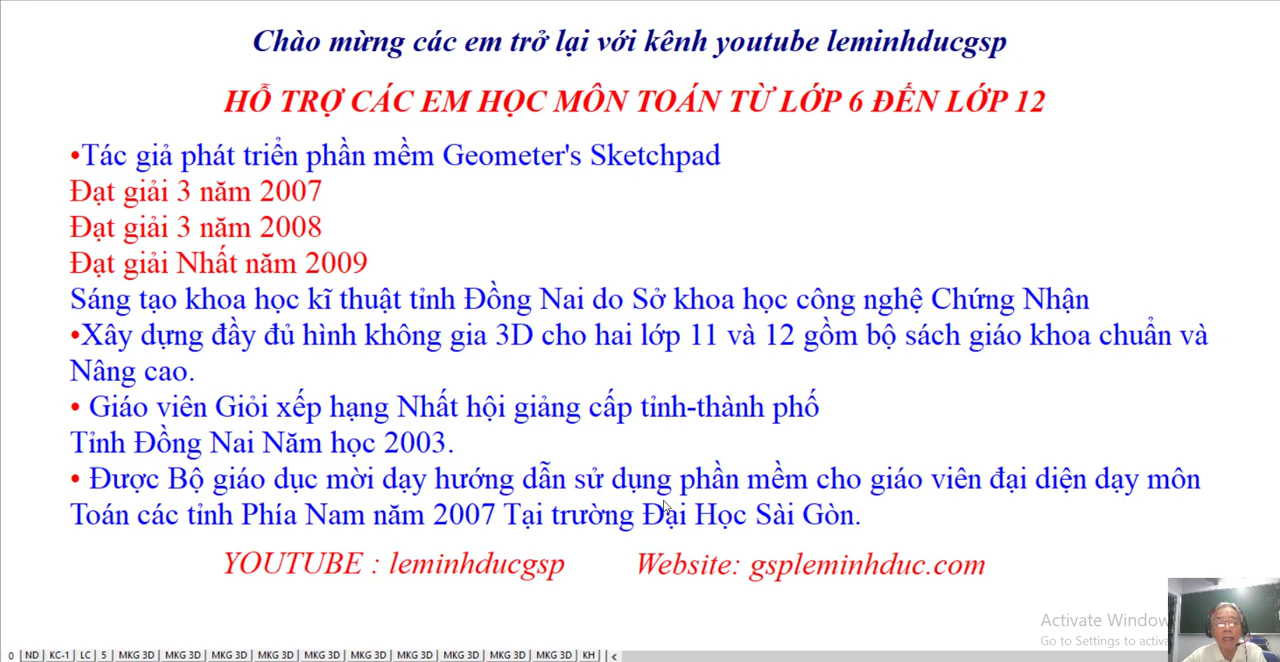 Chào mừng các em trở lại với kênh youtube leminhducgsp
HỖ TRỢ CÁC EM HỌC MÔN TOÁN TỪ LỚP 6 ĐẾN LỚP 12
•Tác giả phát triển phần mềm Geometer's Sketchpad
Đạt giải 3 năm 2007
Đạt giải 3 năm 2008
Đạt giải Nhất năm 2009
Sáng tạo khoa học kĩ thuật tỉnh Đồng Nai do Sở khoa học công nghệ Chứng Nhận
•Xây dựng đầy đủ hình không gia 3D cho hai lớp 11 và 12 gồm bộ sách giáo khoa chuẩn và
Nâng cao.
• Giáo viên Giỏi xếp hạng Nhất hội giảng cấp tỉnh-thành phố
Tỉnh Đồng Nai Năm học 2003.
• Được Bộ giáo dục mời dạy hướng dẫn sử dụng phần mềm cho giáo viên đại diện dạy môn
Toán các tỉnh Phía Nam năm 2007 Tại trường Đại Học Sài Gòn.
YOUTUBE : leminhducgsp Website: gspleminhduc.com
Activate Window
Go to Settings to activa
0 ND KC-1 LC 5 MKG 3D MKG 3D MKG 3D MKG 3D MKG 3D MKG 3D MKG 3D MKG 3D MKG 3D MKG 3D KH